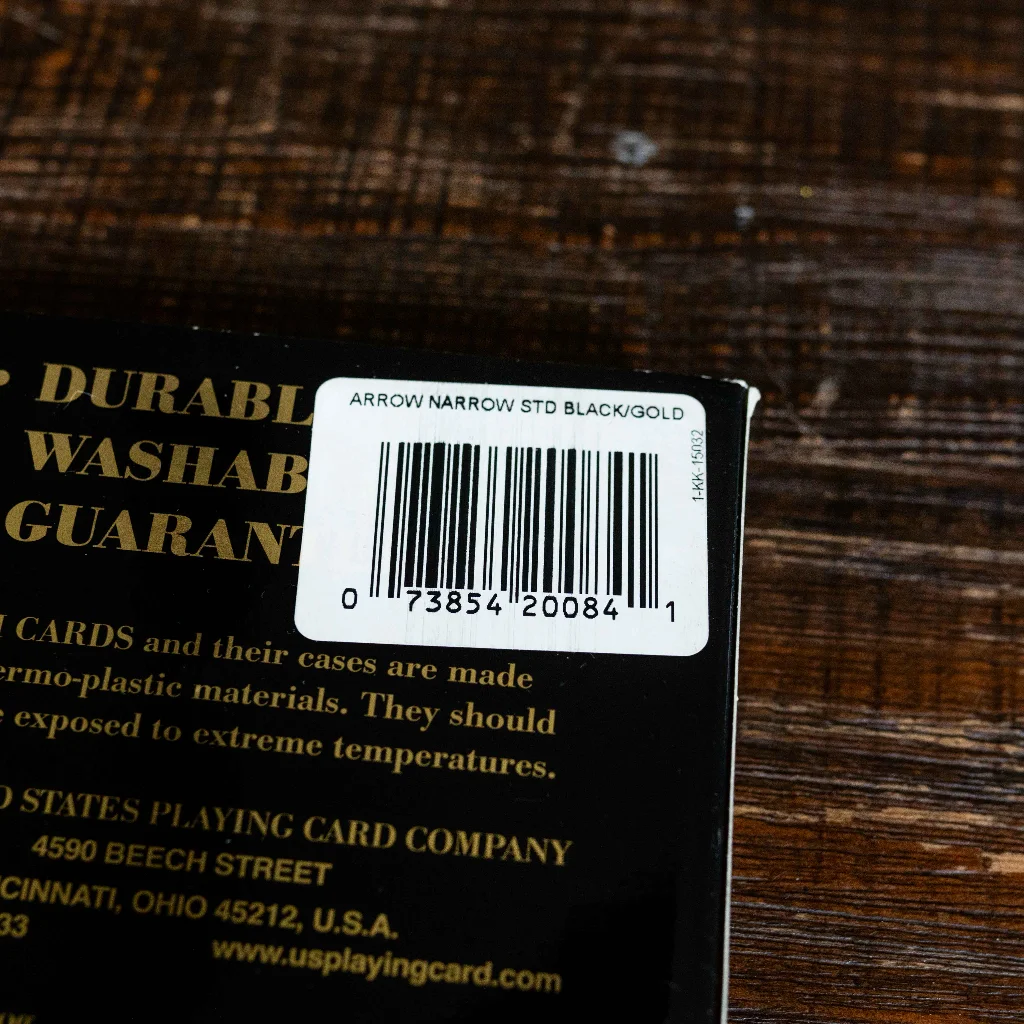 DURABL
WASHAB
GUARANT
ARROW NARROW STD BLACK/GOLD
1-KK-15032
0 73854 20084 1
CARDS and their cases are made
ermo-plastic materials. They should
e exposed to extreme temperatures.
D STATES PLAYING CARD COMPANY
4590 BEECH STREET
CINNATI, OHIO 45212, U.S.A.
33
www.usplayingcard.com